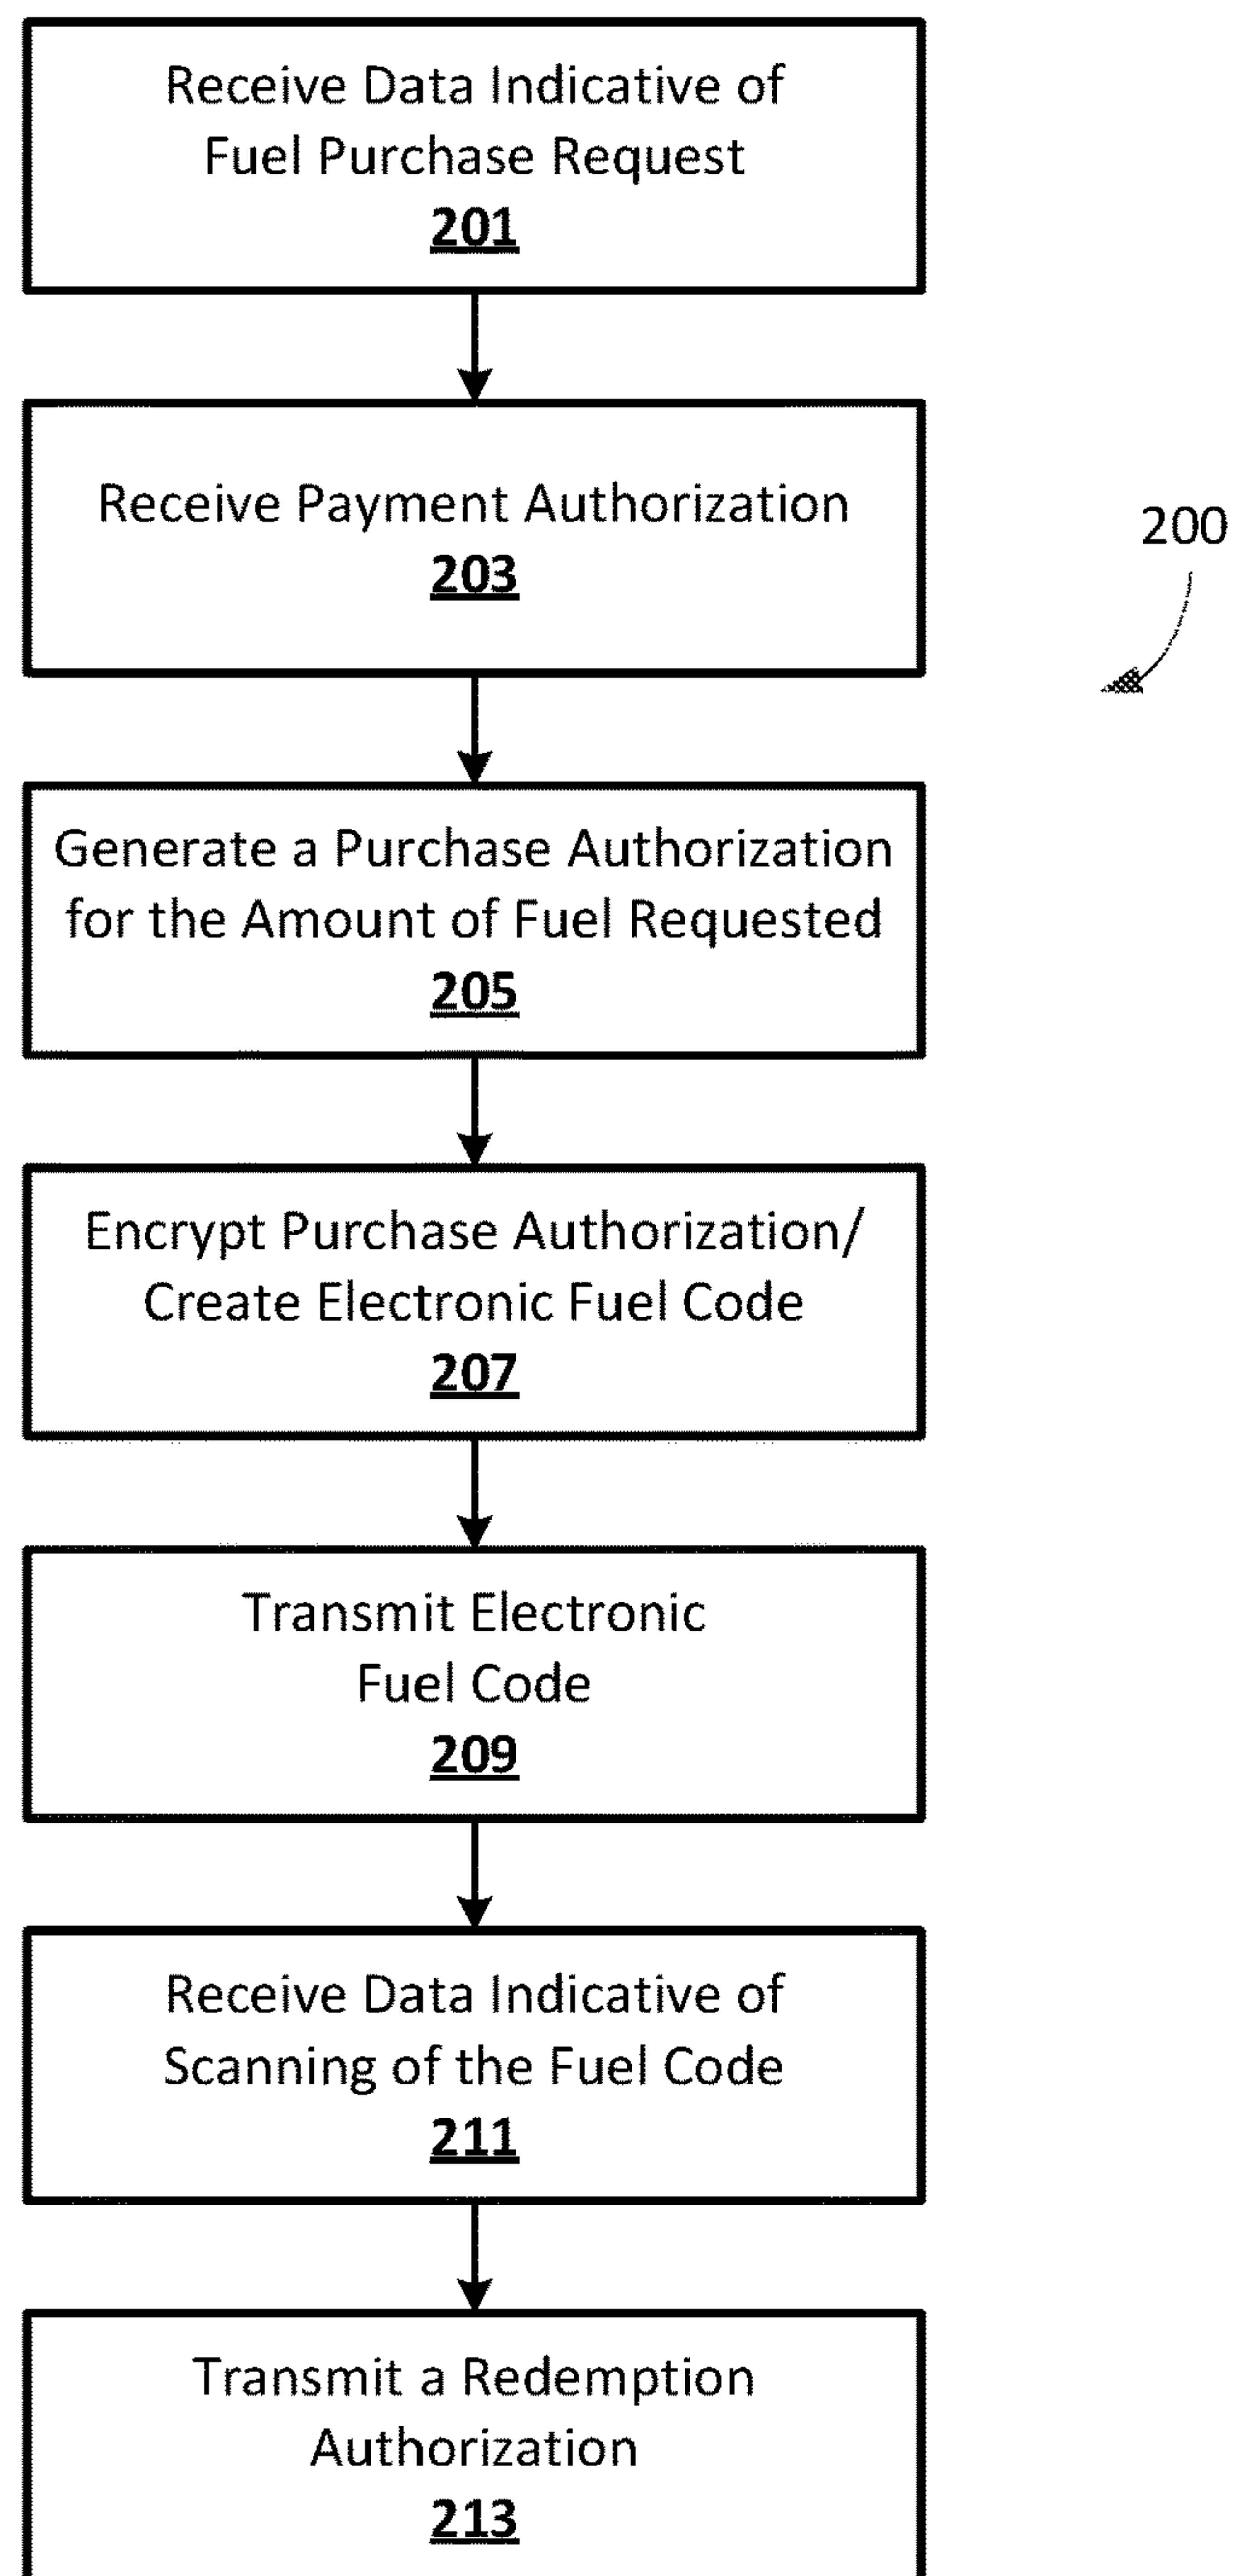 Receive Data Indicative of
Fuel Purchase Request
201
Receive Payment Authorization
203
200
Generate a Purchase Authorization
for the Amount of Fuel Requested
205
Encrypt Purchase Authorization/
Create Electronic Fuel Code
207
Transmit Electronic
Fuel Code
209
Receive Data Indicative of
Scanning of the Fuel Code
211
Transmit a Redemption
Authorization
213